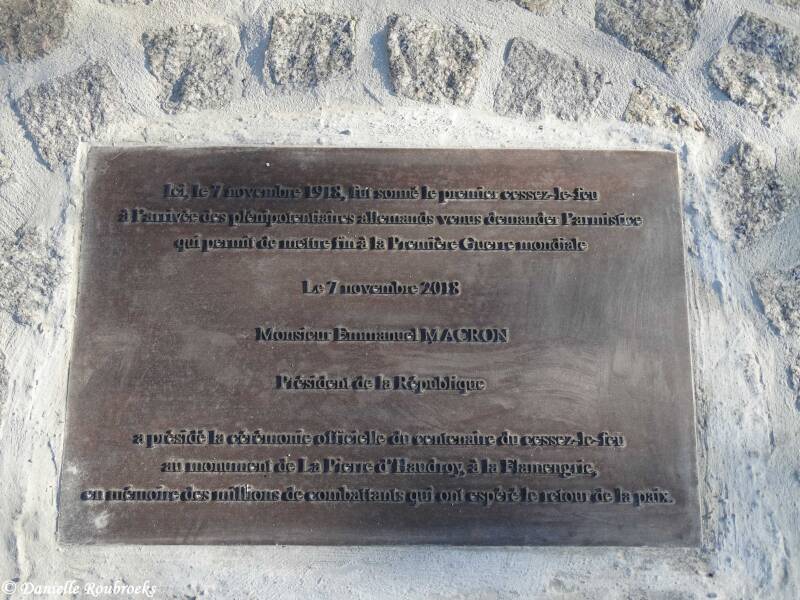 Ici, le 7 novembre 1918, fut sonné le premier cessez-le-feu
à l'arrivée des plénipotentiaires allemands venus demander l'armistice
qui permit de mettre fin à la Première Guerre mondiale
Le 7 novembre 2018
Monsieur Emmanuel MACRON
Président de la République
a présidé la cérémonie officielle du centenaire du cessez-le-feu
au monument de La Pierre d'Haudroy, à la Flamengrie,
en mémoire des millions de combattants qui ont espéré le retour de la paix.
© Danielle Roubroeks